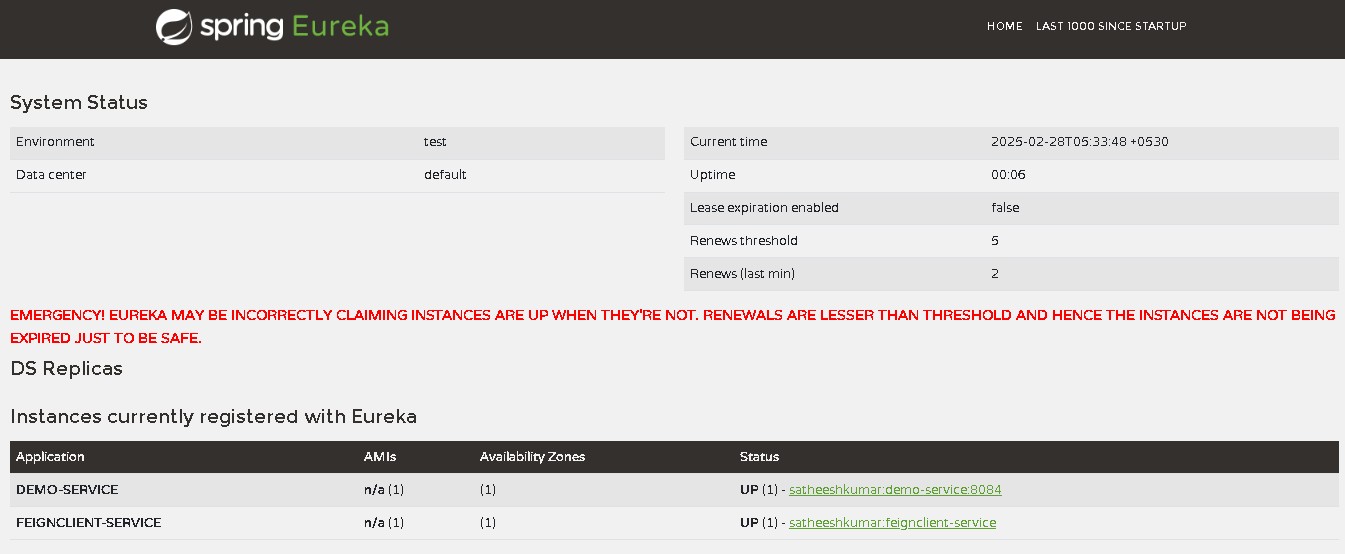 spring Eureka
HOME LAST 1000 SINCE STARTUP
System Status
Environment test
Data center default
Current time 2025-02-28T05:33:48 +0530
Uptime 00:06
Lease expiration enabled false
Renews threshold 5
Renews (last min) 2
EMERGENCY! EUREKA MAY BE INCORRECTLY CLAIMING INSTANCES ARE UP WHEN THEY'RE NOT. RENEWALS ARE LESSER THAN THRESHOLD AND HENCE THE INSTANCES ARE NOT BEING
EXPIRED JUST TO BE SAFE.
DS Replicas
Instances currently registered with Eureka
Application AMIs Availability Zones Status
DEMO-SERVICE n/a (1) (1) UP (1) - satheeshkumar:demo-service:8084
FEIGNCLIENT-SERVICE n/a (1) (1) UP (1) - satheeshkumar:feignclient-service